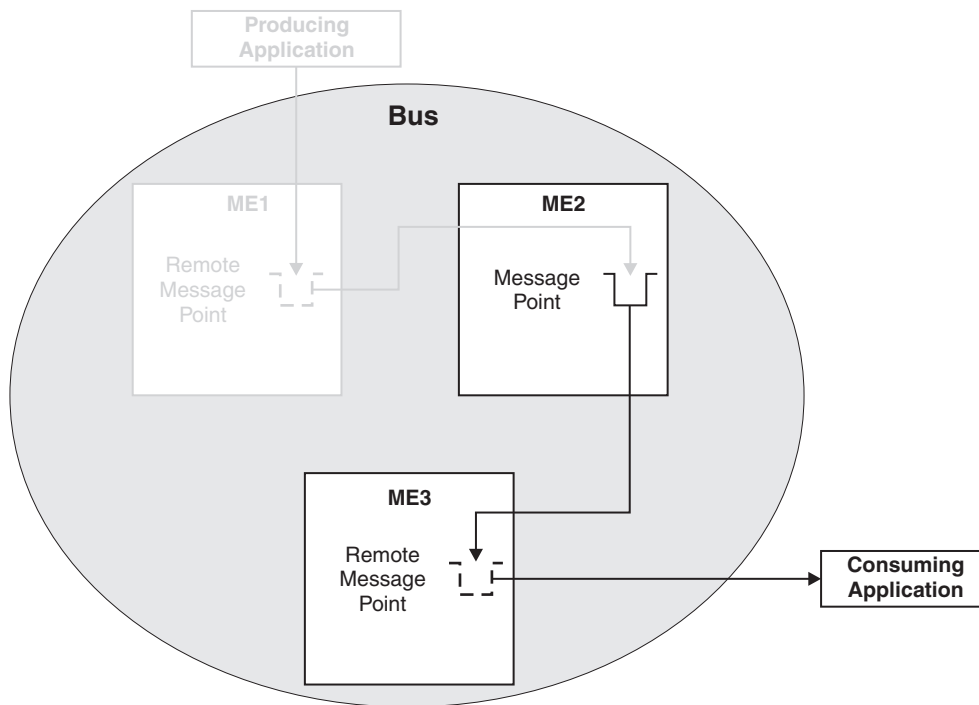 Producing
Application
Bus
ME1
Remote
Message
Point
ME2
Message
Point
ME3
Remote
Message
Point
Consuming
Application